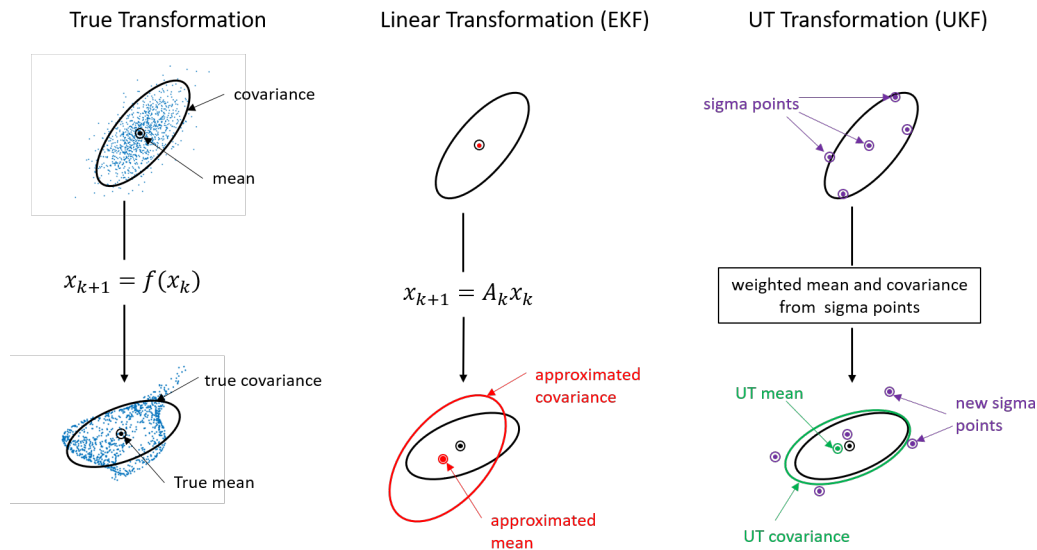 True Transformation
covariance
mean
x_{k+1} = f(x_k)
true covariance
True mean
Linear Transformation (EKF)
x_{k+1} = A_k x_k
approximated
covariance
approximated
mean
UT Transformation (UKF)
sigma points
weighted mean and covariance
from sigma points
UT mean
new sigma
points
UT covariance